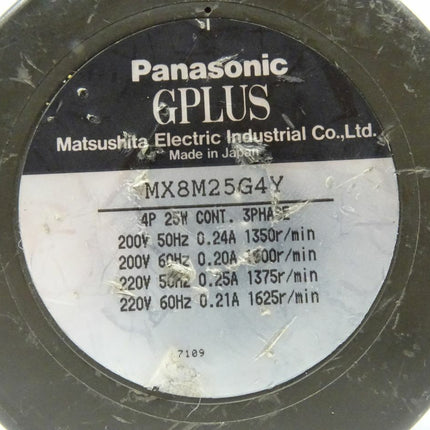 Panasonic
GPLUS
Matsushita Electric Industrial Co.,Ltd.
Made in Japan
MX8M25G4Y
4P 25W CONT. 3PHASE
200V 50Hz 0.24A 1350r/min
200V 60Hz 0.20A 1600r/min
220V 50Hz 0.25A 1375r/min
220V 60Hz 0.21A 1625r/min
7109